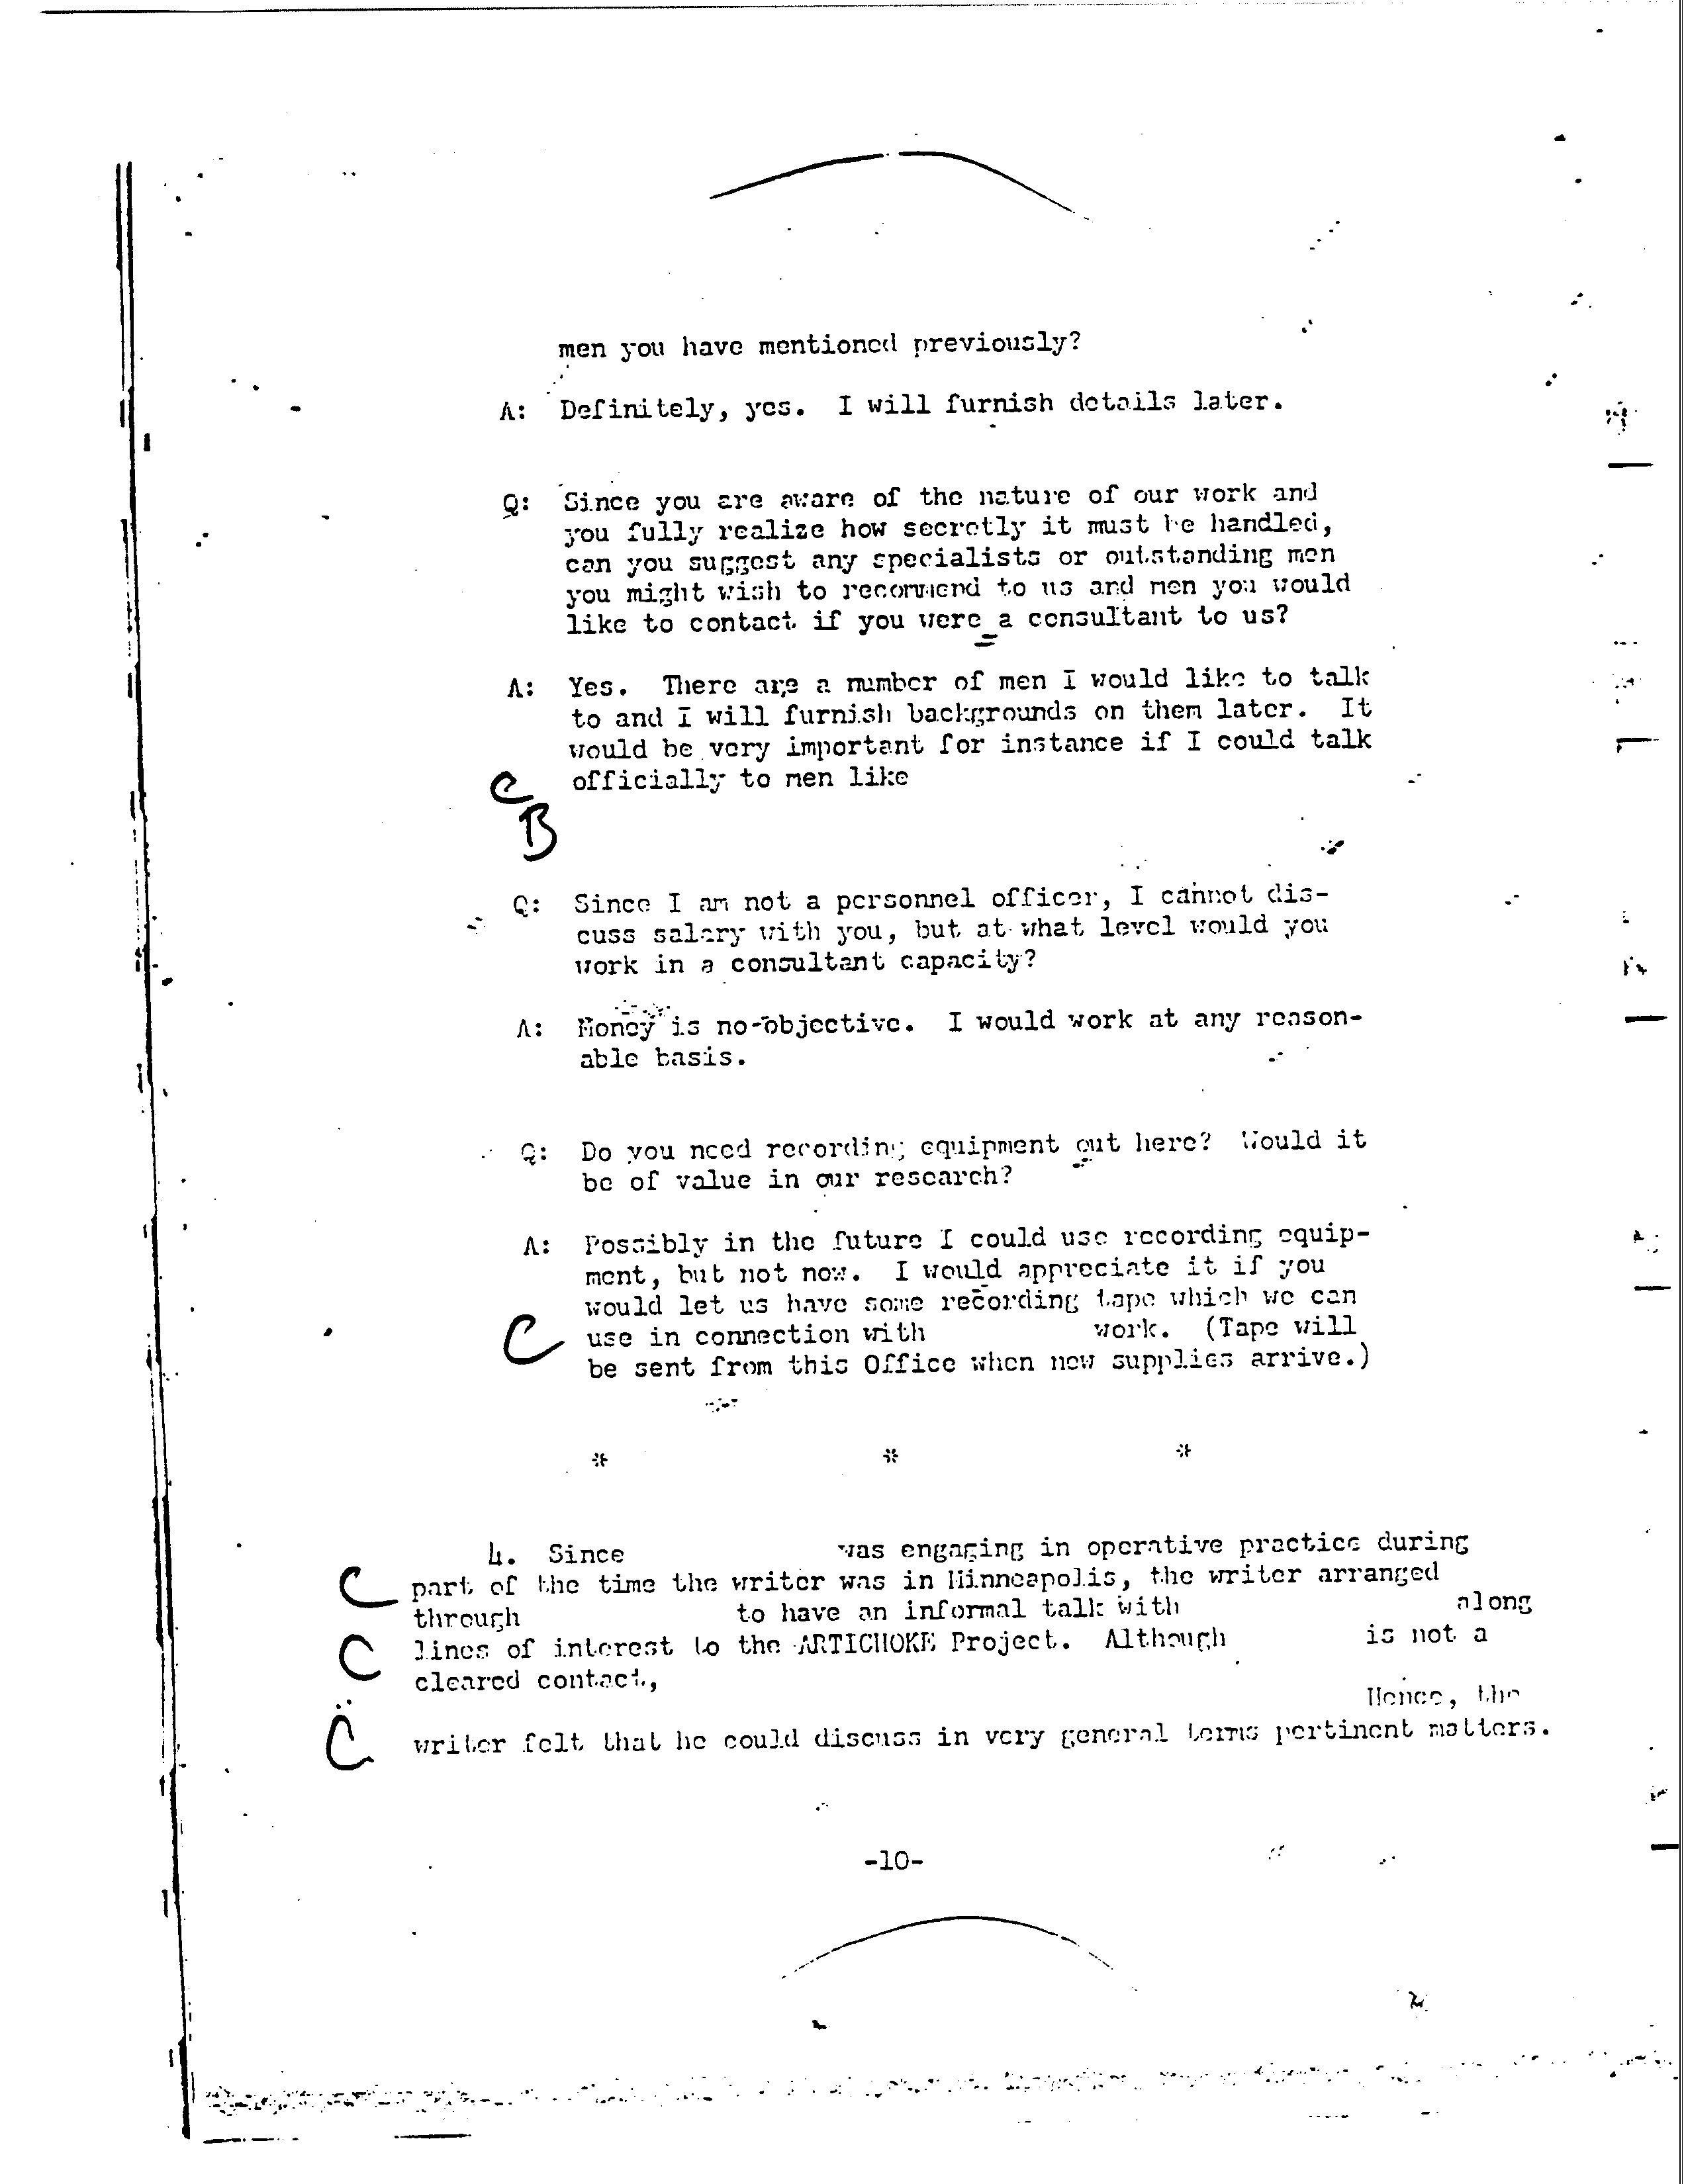 men you have mentioned previously?
A: Definitely, yes. I will furnish details later.
Q: Since you are aware of the nature of our work and
you fully realize how secretly it must be handled,
can you suggest any specialists or outstanding men
you might wish to recommend to us and men you would
like to contact if you were a consultant to us?
A: Yes. There are a number of men I would like to talk
to and I will furnish backgrounds on them later. It
would be very important for instance if I could talk
officially to men like
C
B
Q: Since I am not a personnel officer, I cannot dis-
cuss salary with you, but at what level would you
work in a consultant capacity?
A: Money is no objective. I would work at any reason-
able basis.
Q: Do you need recording equipment out here? Would it
be of value in our research?
A: Possibly in the future I could use recording equip-
ment, but not now. I would appreciate it if you
would let us have some recording tape which we can
C use in connection with work. (Tape will
be sent from this Office when new supplies arrive.)
* * *
4. Since was engaging in operative practice during
C part of the time the writer was in Minneapolis, the writer arranged
through to have an informal talk with along
C lines of interest to the ARTICHOKE Project. Although is not a
cleared contact,
Hence, the
C writer felt that he could discuss in very general terms pertinent matters.
-10-